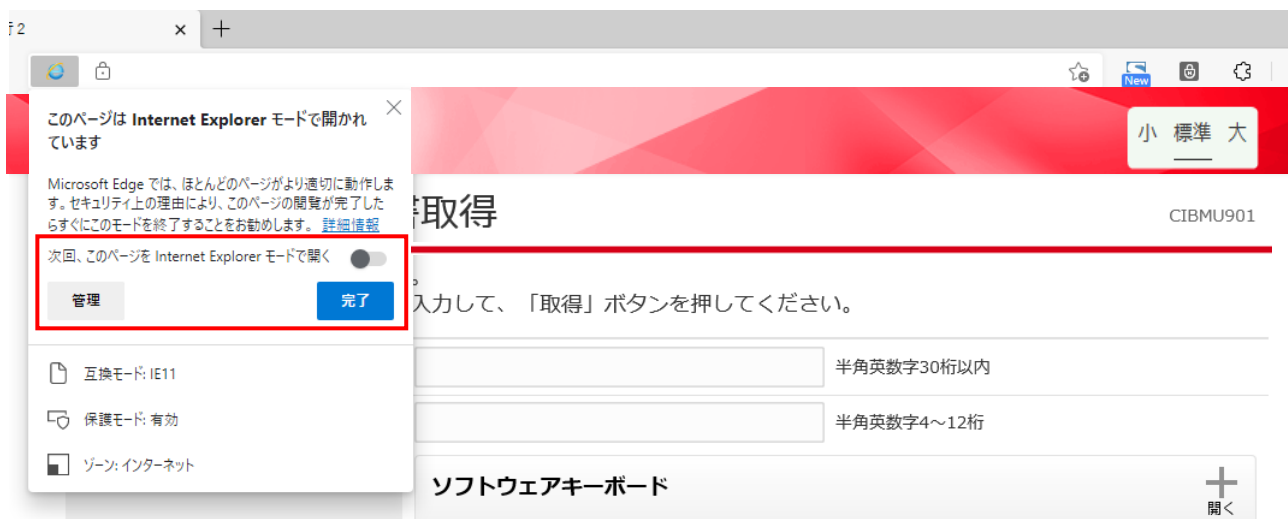 行2
New
このページは Internet Explorer モードで開かれ
ています
小 標準 大
Microsoft Edge では、ほとんどのページがより適切に動作しま
す。セキュリティ上の理由により、このページの閲覧が完了した
らすぐにこのモードを終了することをお勧めします。 詳細情報
取得
CIBMU901
次回、このページを Internet Explorer モードで開く
管理
完了
。
入力して、「取得」ボタンを押してください。
互換モード: IE11
半角英数字30桁以内
保護モード: 有効
半角英数字4～12桁
ゾーン: インターネット
ソフトウェアキーボード
開く